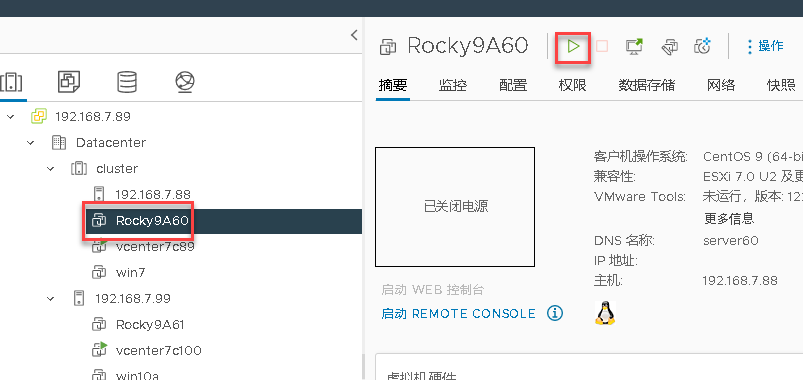 Rocky9A60
操作
摘要 监控 配置 权限 数据存储 网络 快照
192.168.7.89
Datacenter
cluster
192.168.7.88
Rocky9A60
vcenter7c89
win7
192.168.7.99
Rocky9A61
vcenter7c100
win10a
已关闭电源
启动 WEB 控制台
启动 REMOTE CONSOLE
客户机操作系统: CentOS 9 (64-bi
兼容性: ESXi 7.0 U2 及更
VMware Tools: 未运行，版本: 12
更多信息
DNS 名称: server60
IP 地址:
主机: 192.168.7.88
虚拟机硬件